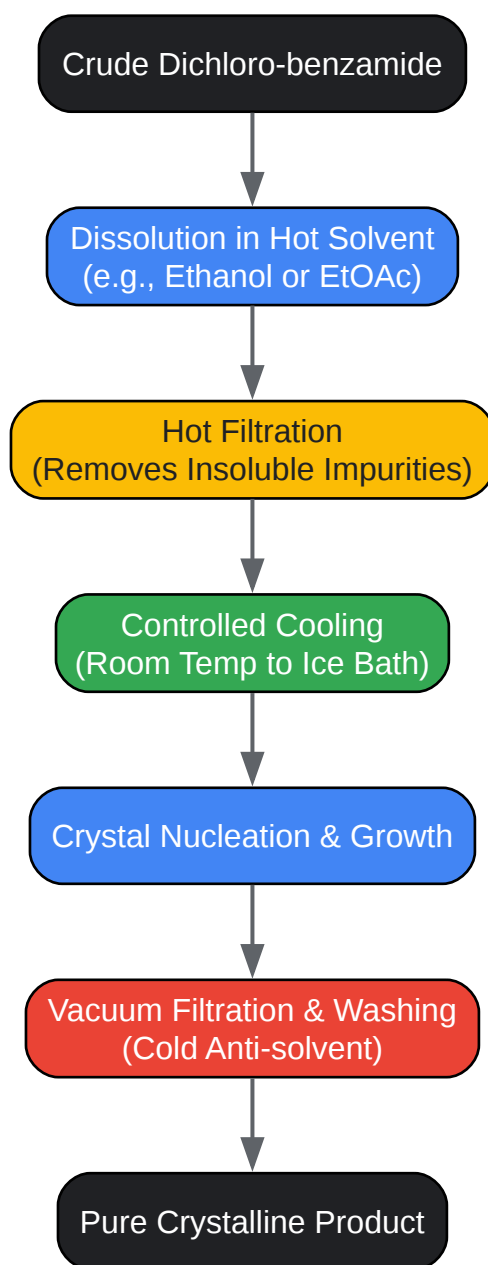 Crude Dichloro-benzamide
Dissolution in Hot Solvent
(e.g., Ethanol or EtOAc)
Hot Filtration
(Removes Insoluble Impurities)
Controlled Cooling
(Room Temp to Ice Bath)
Crystal Nucleation & Growth
Vacuum Filtration & Washing
(Cold Anti-solvent)
Pure Crystalline Product